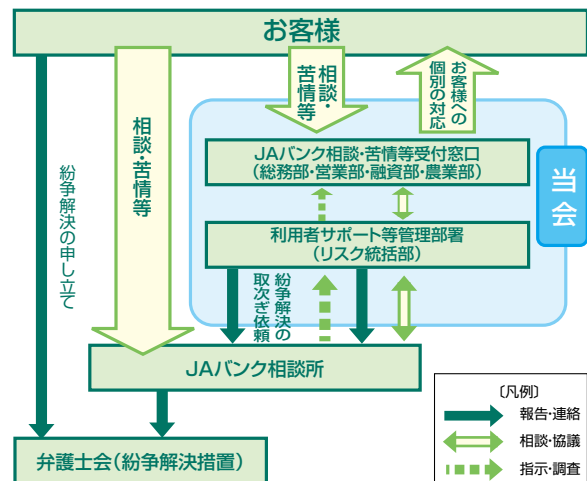 お客様
相談・苦情等
相談・
苦情等
お客様への
個別の対応
JAバンク相談・苦情等受付窓口
(総務部・営業部・融資部・農業部)
当会
利用者サポート等管理部署
(リスク統括部)
紛争解決の申し立て
紛争解決の
取次ぎ依頼
JAバンク相談所
弁護士会(紛争解決措置)
〔凡例〕
報告・連絡
相談・協議
指示・調査